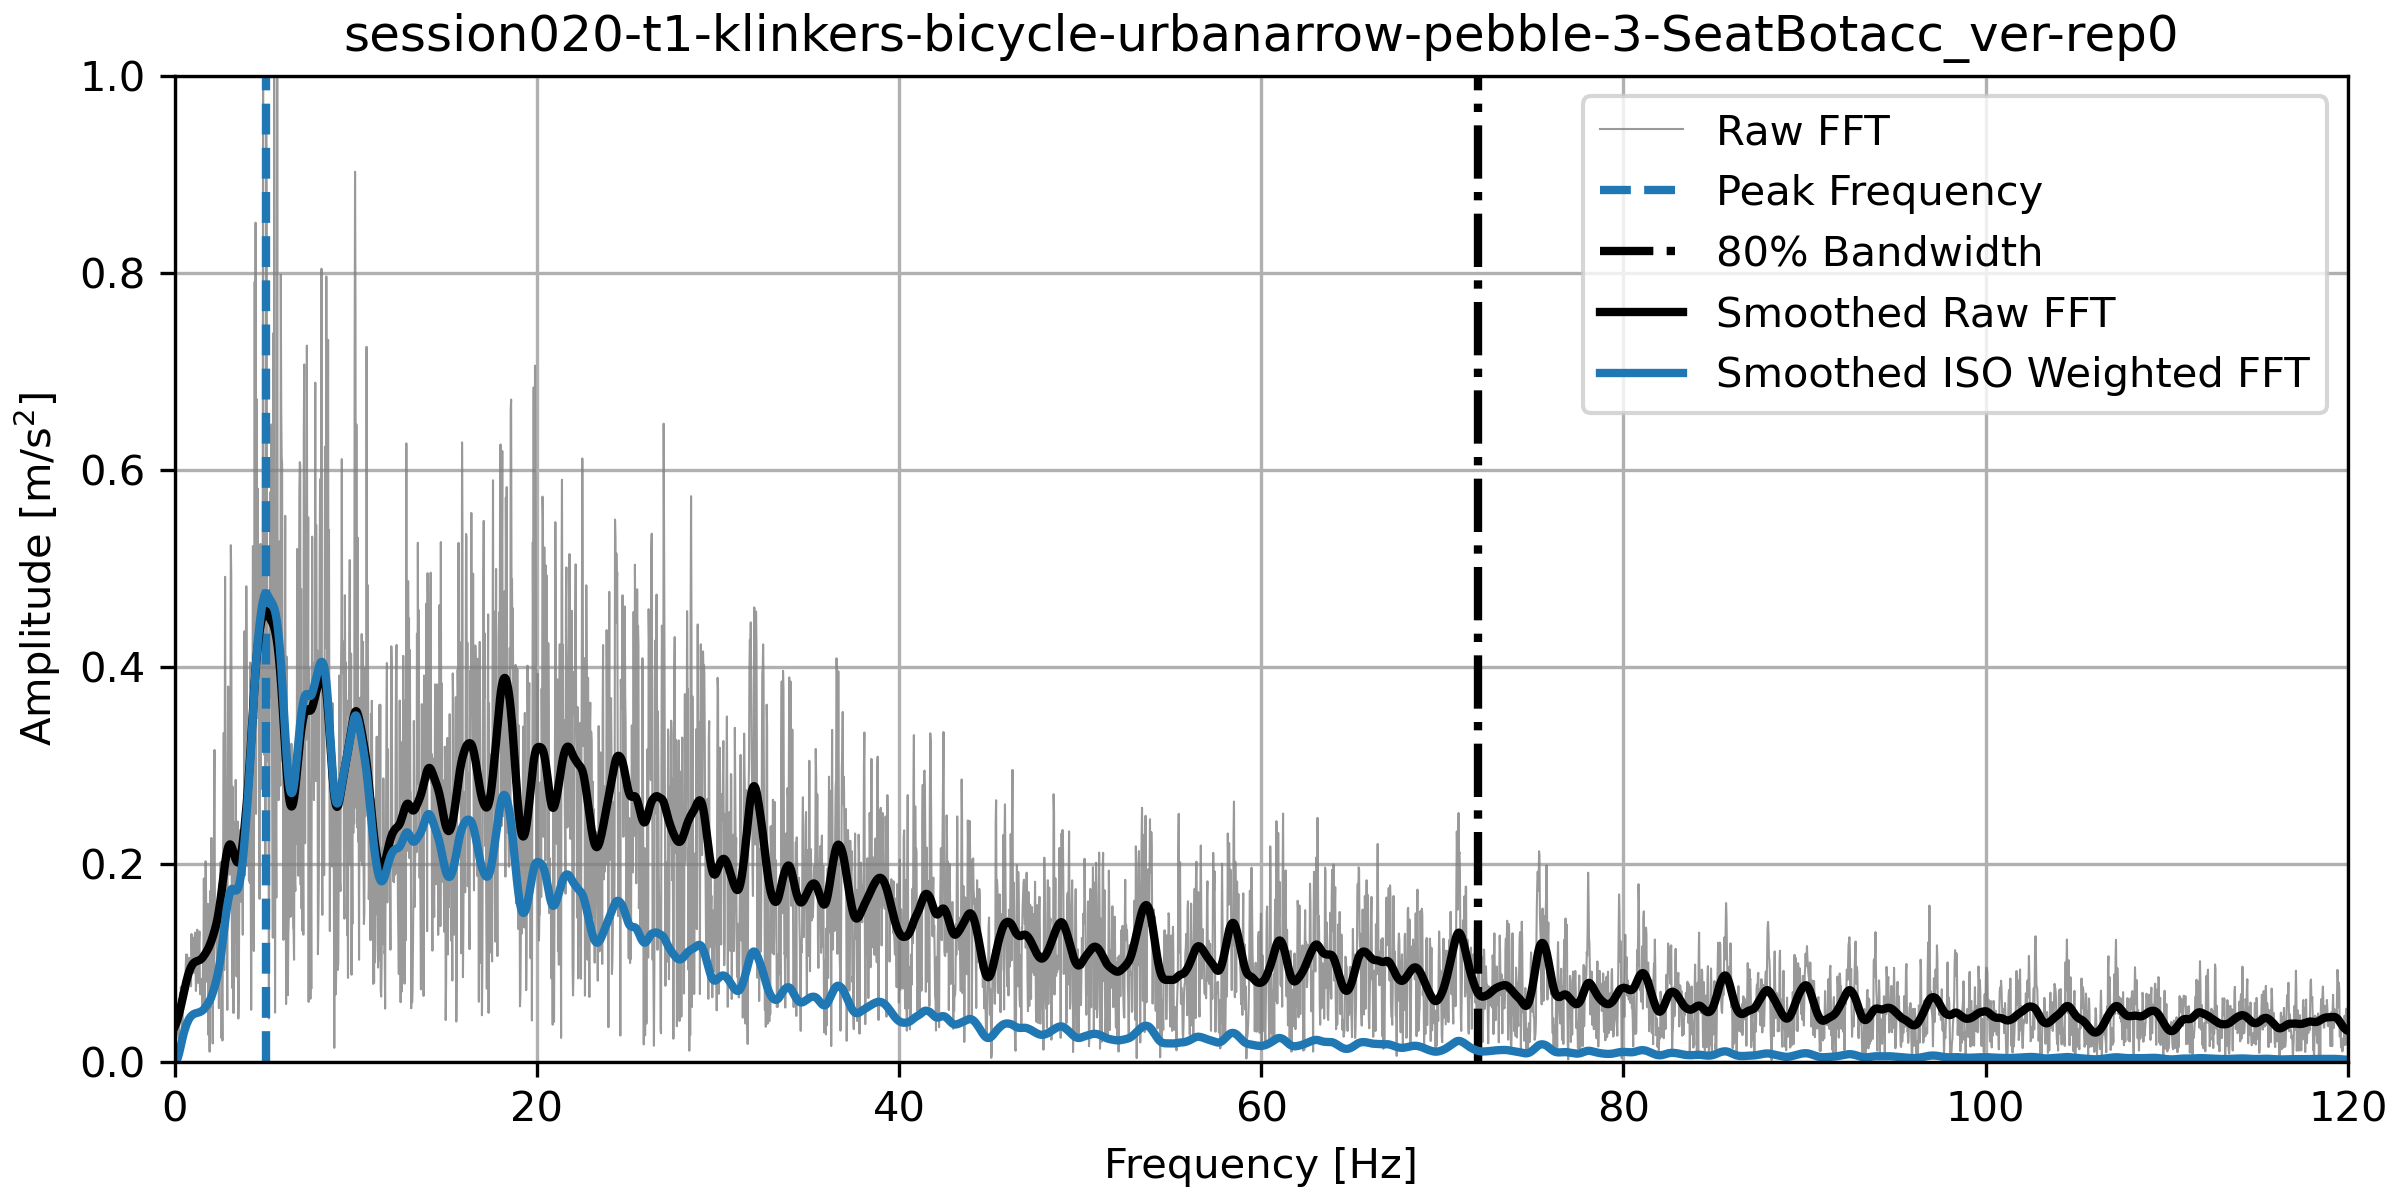 session020-t1-klinkers-bicycle-urbanarrow-pebble-3-SeatBotacc_ver-rep0
Amplitude [m/s²]
1.0
0.8
0.6
0.4
0.2
0.0
Raw FFT
Peak Frequency
80% Bandwidth
Smoothed Raw FFT
Smoothed ISO Weighted FFT
0 20 40 60 80 100 120
Frequency [Hz]